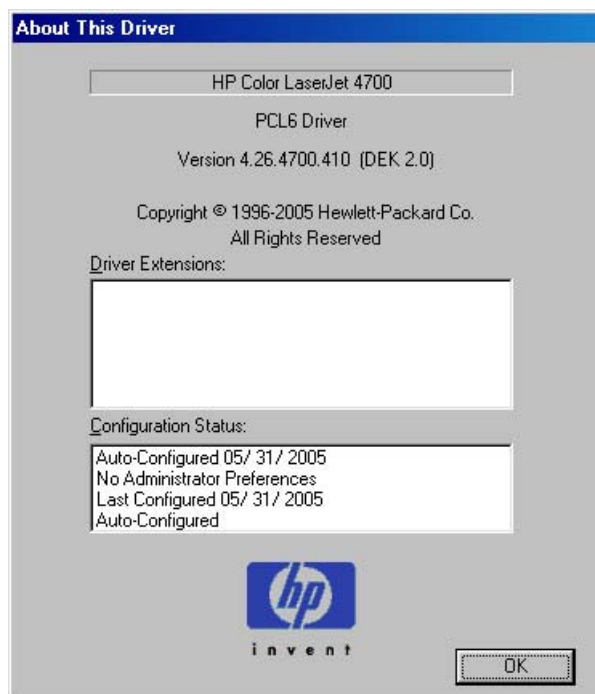 About This Driver
HP Color LaserJet 4700
PCL6 Driver
Version 4.26.4700.410 (DEK 2.0)
Copyright © 1996-2005 Hewlett-Packard Co.
All Rights Reserved
Driver Extensions:
Configuration Status:
Auto-Configured 05/ 31/ 2005
No Administrator Preferences
Last Configured 05/ 31/ 2005
Auto-Configured
hp
invent
OK